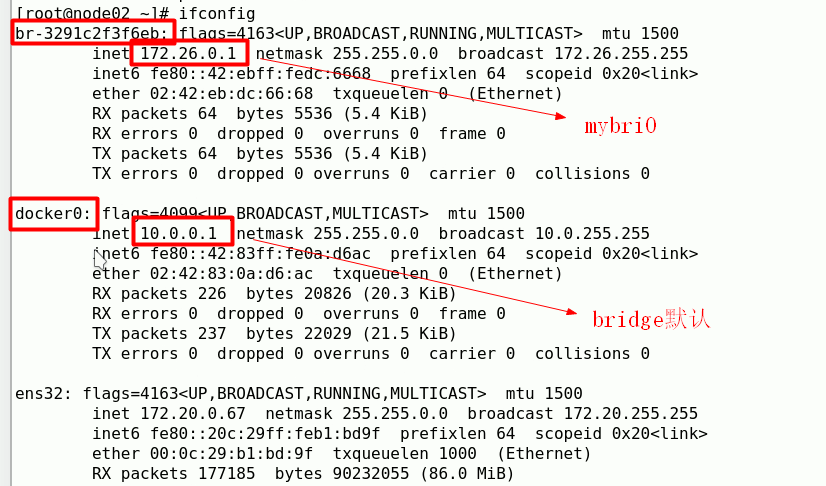 [root@node02 ~]# ifconfig
br-3291c2f3f6eb: flags=4163<UP,BROADCAST,RUNNING,MULTICAST>  mtu 1500
        inet 172.26.0.1  netmask 255.255.0.0  broadcast 172.26.255.255
        inet6 fe80::42:ebff:fedc:6668  prefixlen 64  scopeid 0x20<link>
        ether 02:42:eb:dc:66:68  txqueuelen 0  (Ethernet)
        RX packets 64  bytes 5536 (5.4 KiB)
mybri0
        RX errors 0  dropped 0  overruns 0  frame 0
        TX packets 64  bytes 5536 (5.4 KiB)
        TX errors 0  dropped 0 overruns 0  carrier 0  collisions 0
docker0: flags=4099<UP,BROADCAST,MULTICAST>  mtu 1500
        inet 10.0.0.1  netmask 255.255.0.0  broadcast 10.0.255.255
        inet6 fe80::42:83ff:fe0a:d6ac  prefixlen 64  scopeid 0x20<link>
        ether 02:42:83:0a:d6:ac  txqueuelen 0  (Ethernet)
        RX packets 226  bytes 20826 (20.3 KiB)
        RX errors 0  dropped 0  overruns 0  frame 0
bridge默认
        TX packets 237  bytes 22029 (21.5 KiB)
        TX errors 0  dropped 0 overruns 0  carrier 0  collisions 0
ens32: flags=4163<UP,BROADCAST,RUNNING,MULTICAST>  mtu 1500
        inet 172.20.0.67  netmask 255.255.0.0  broadcast 172.20.255.255
        inet6 fe80::20c:29ff:feb1:bd9f  prefixlen 64  scopeid 0x20<link>
        ether 00:0c:29:b1:bd:9f  txqueuelen 1000  (Ethernet)
        RX packets 177185  bytes 90232055 (86.0 MiB)